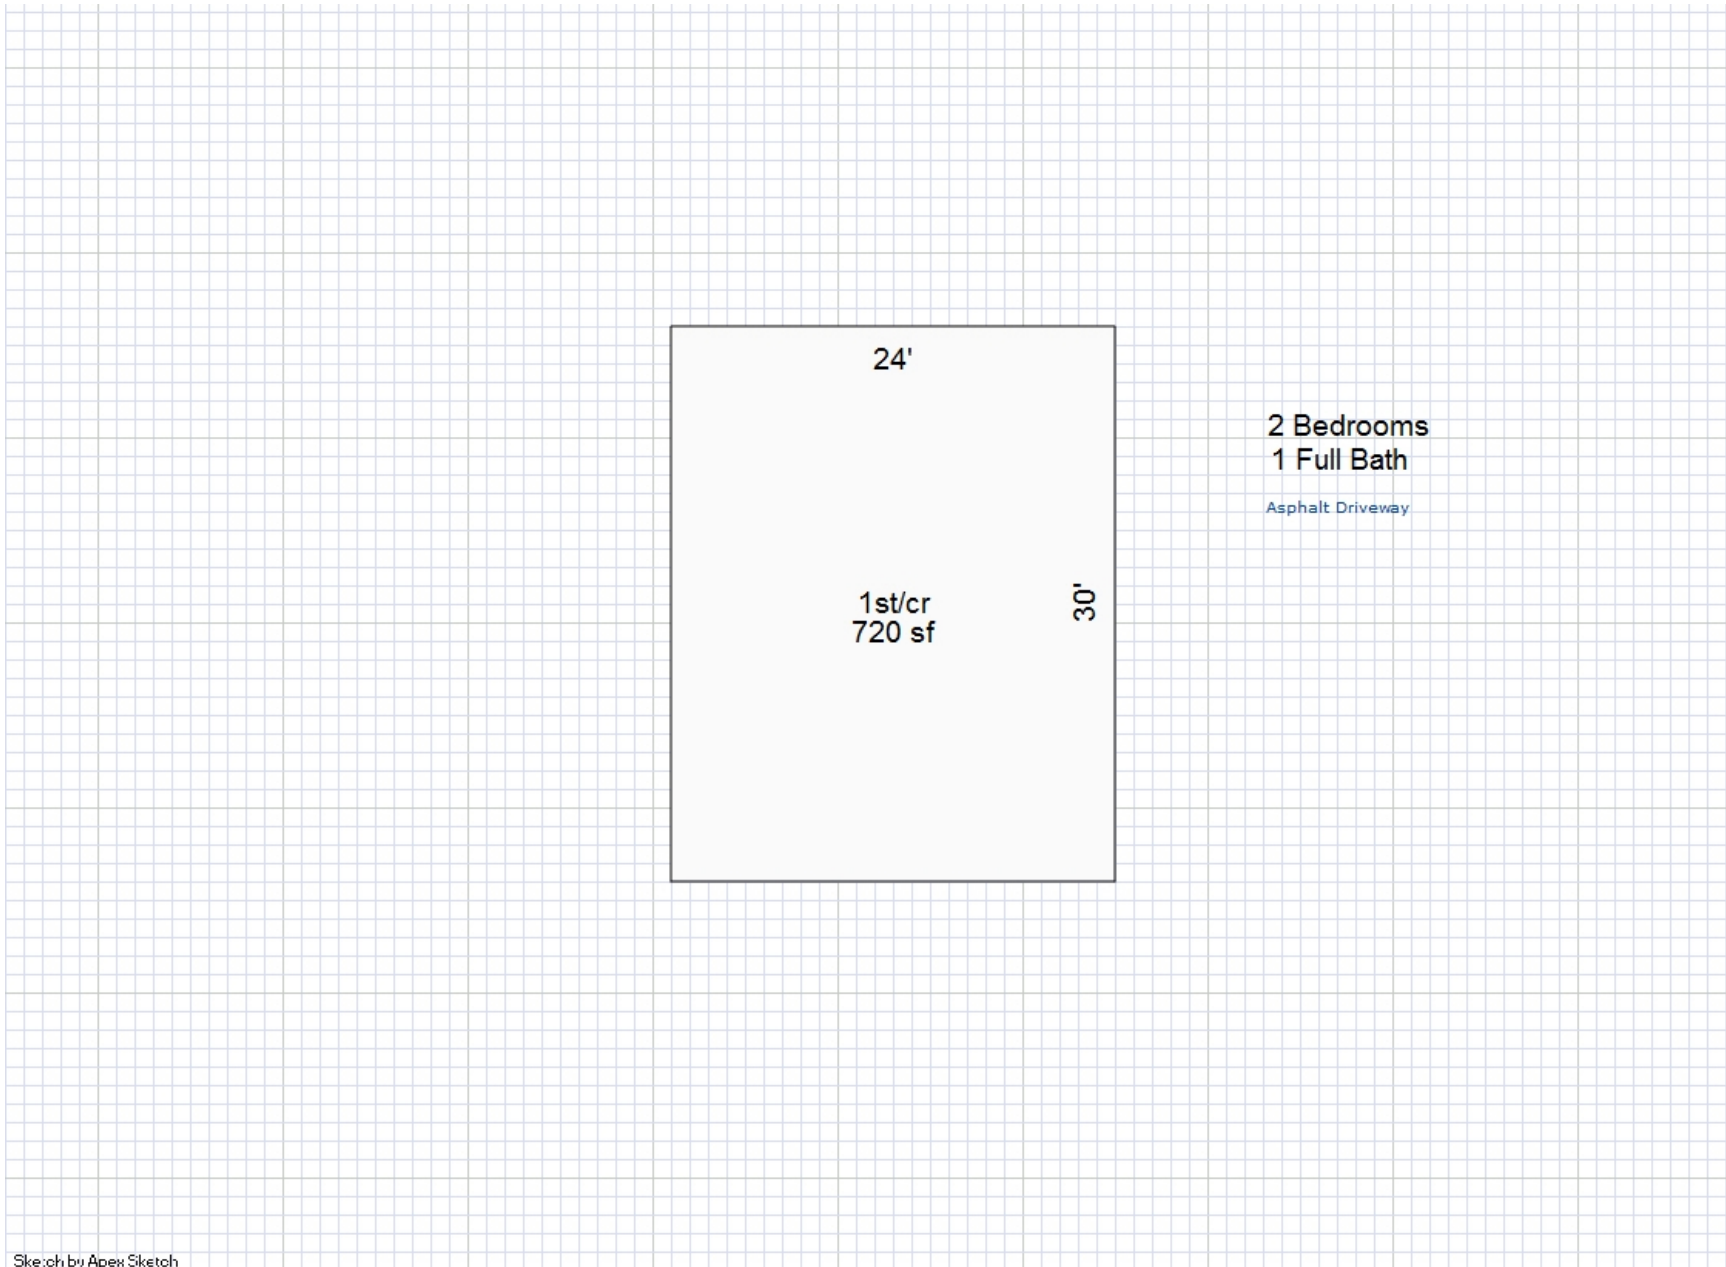 24'
2 Bedrooms
1 Full Bath
Asphalt Driveway
1st/cr
720 sf
30'
Sketch by Apex Sketch